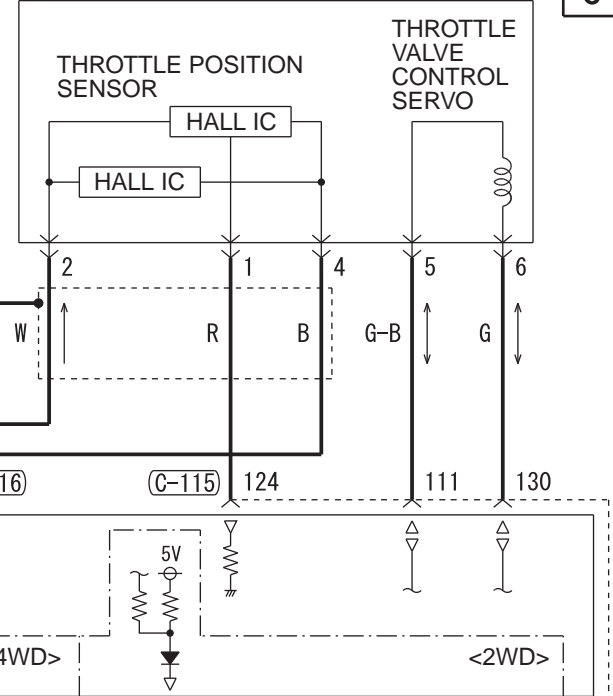 THROTTLE POSITION
SENSOR
THROTTLE
VALVE
CONTROL
SERVO
HALL IC
HALL IC
2
1
4
5
6
W
R
B
G-B
G
16
C-115
124
111
130
5V
4WD>
<2WD>